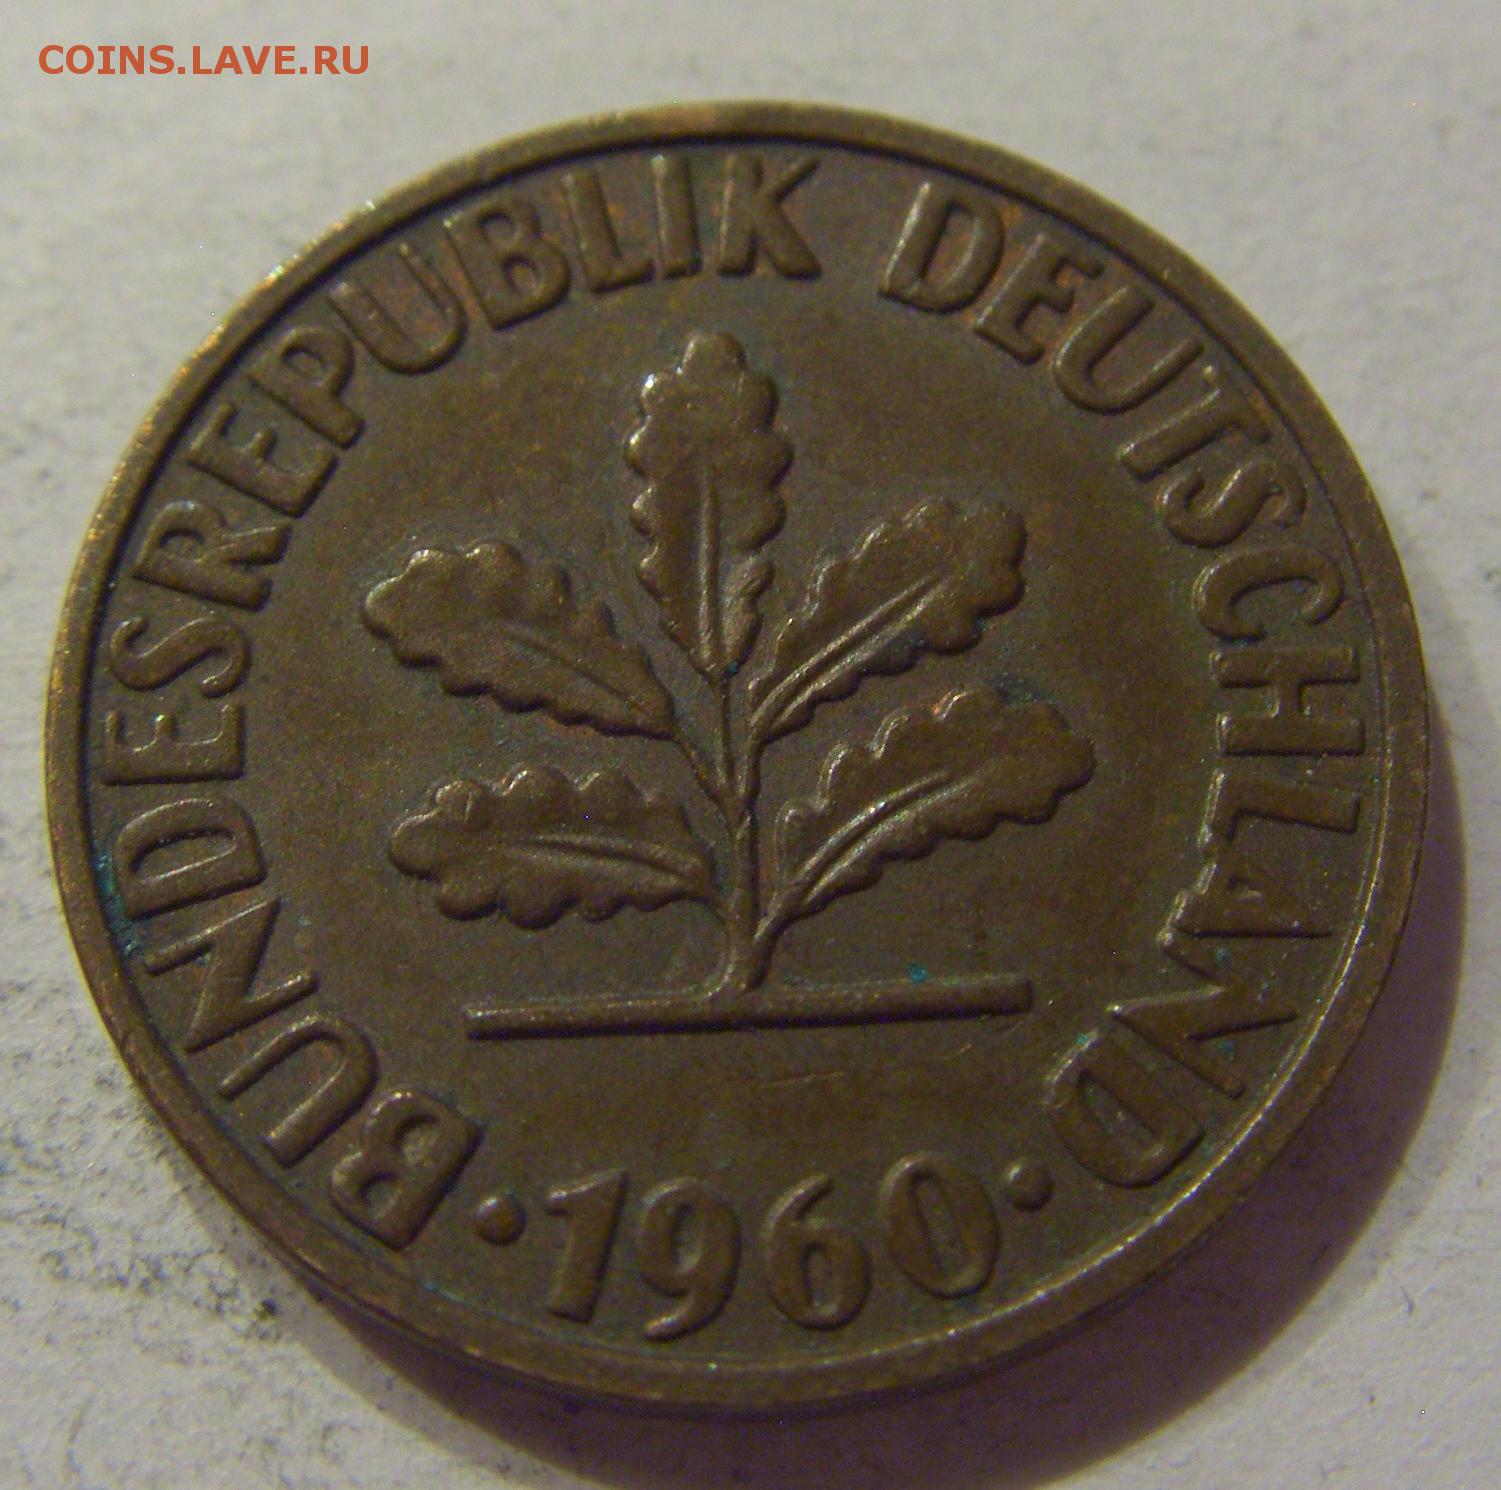 COINS.LAVE.RU
BUNDESREPUBLIK DEUTSCHLAND
· 1960 ·